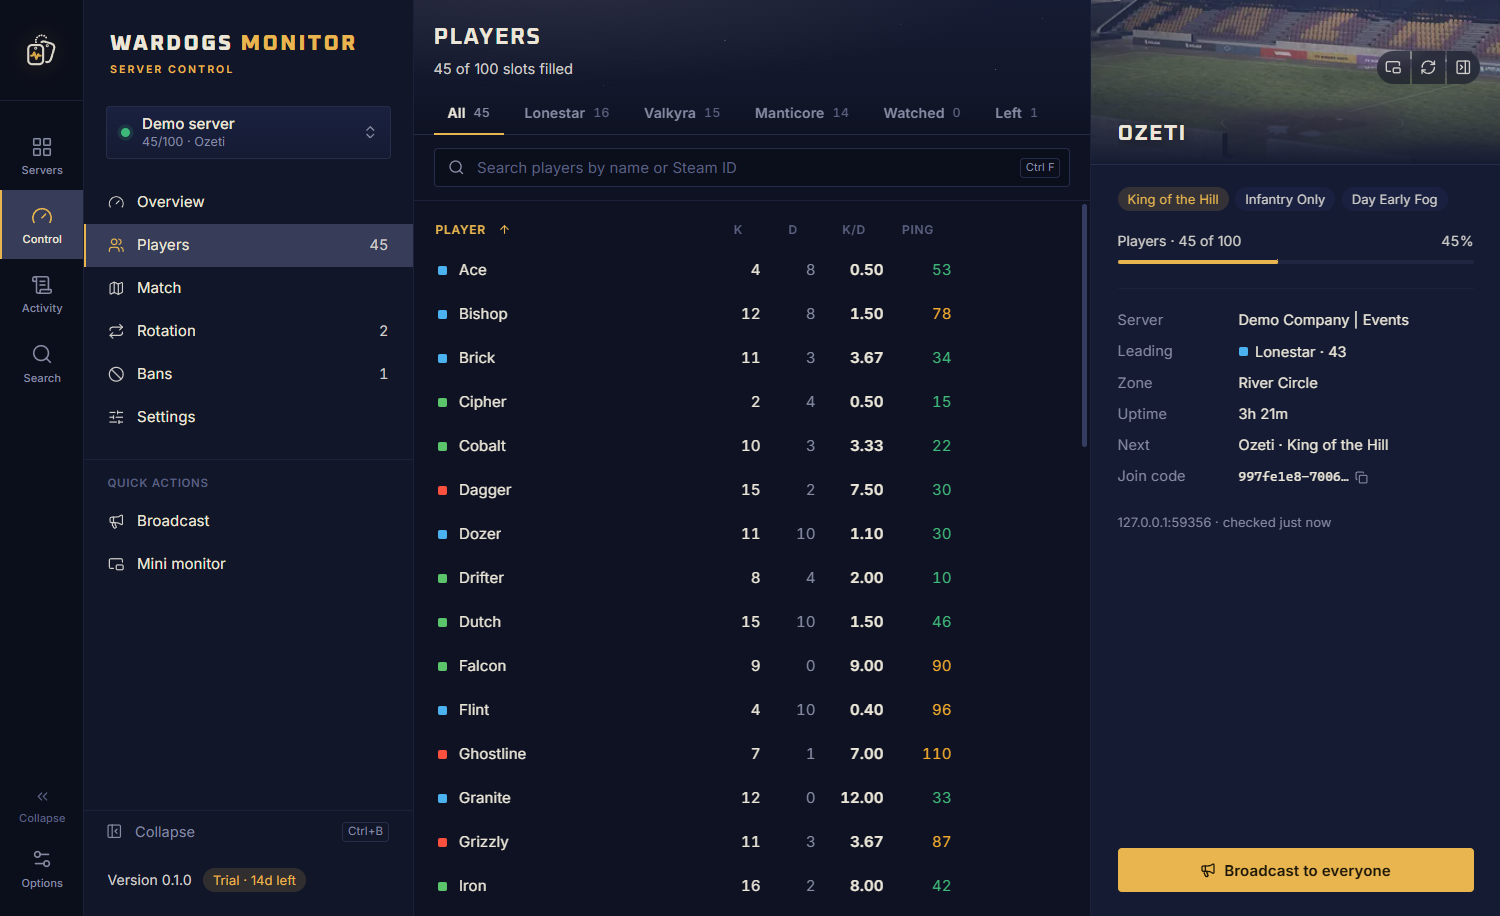 Servers
Control
Activity
Search
Collapse
Options
WARDOGS MONITOR
SERVER CONTROL
Demo server
45/100 · Ozeti
Overview
Players 45
Match
Rotation 2
Bans 1
Settings
QUICK ACTIONS
Broadcast
Mini monitor
Collapse Ctrl+B
Version 0.1.0 Trial · 14d left
PLAYERS
45 of 100 slots filled
All 45 Lonestar 16 Valkyra 15 Manticore 14 Watched 0 Left 1
Search players by name or Steam ID Ctrl F
PLAYER K D K/D PING
Ace 4 8 0.50 53
Bishop 12 8 1.50 78
Brick 11 3 3.67 34
Cipher 2 4 0.50 15
Cobalt 10 3 3.33 22
Dagger 15 2 7.50 30
Dozer 11 10 1.10 30
Drifter 8 4 2.00 10
Dutch 15 10 1.50 46
Falcon 9 0 9.00 90
Flint 4 10 0.40 96
Ghostline 7 1 7.00 110
Granite 12 0 12.00 33
Grizzly 11 3 3.67 87
Iron 16 2 8.00 42
OZETI
King of the Hill Infantry Only Day Early Fog
Players · 45 of 100 45%
Server Demo Company | Events
Leading Lonestar · 43
Zone River Circle
Uptime 3h 21m
Next Ozeti · King of the Hill
Join code 997fe1e8-7006…
127.0.0.1:59356 · checked just now
Broadcast to everyone